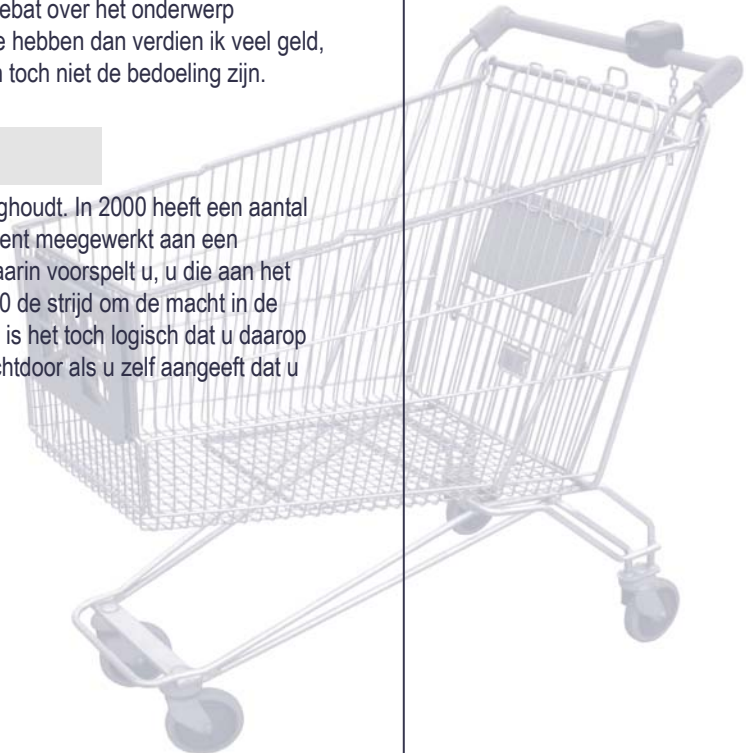 ebat over het onderwerp
e hebben dan verdien ik veel geld,
toch niet de bedoeling zijn.
ghoudt. In 2000 heeft een aantal
ent meegewerkt aan een
aarin voorspelt u, u die aan het
0 de strijd om de macht in de
is het toch logisch dat u daarop
chtdoor als u zelf aangeeft dat u